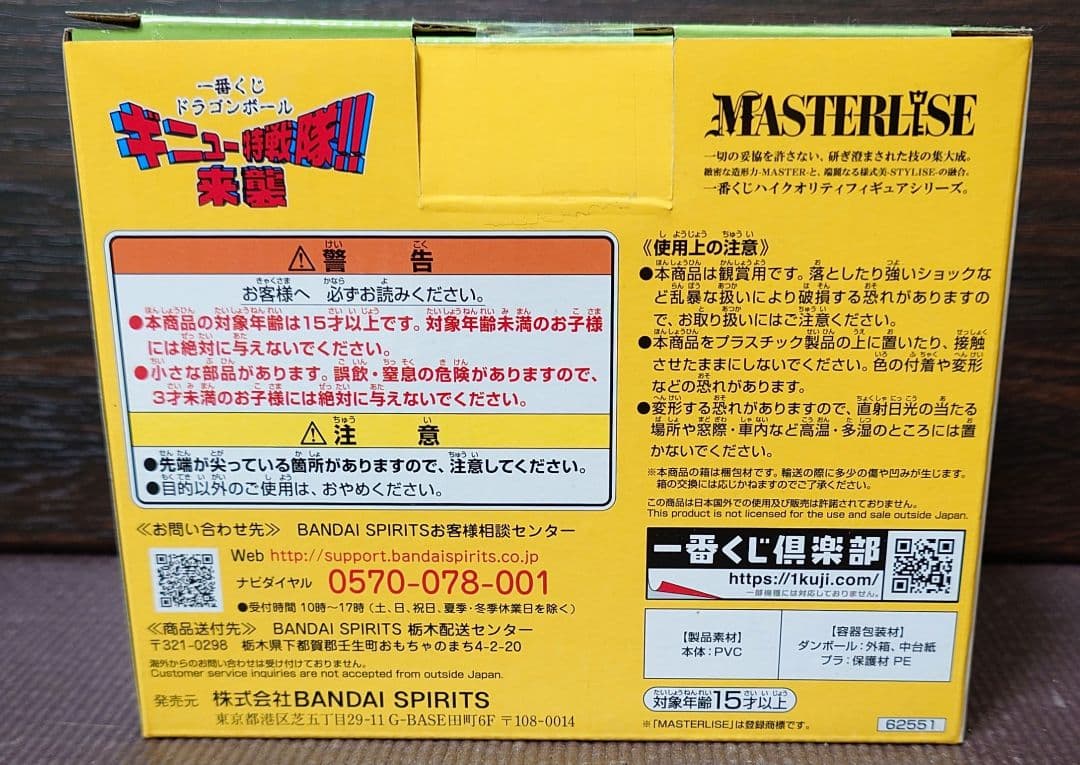 一番くじ
ドラゴンボール
ギニュー特戦隊!!
来襲
MASTERLISE
一切の妥協を許さない、研ぎ澄まされた技の集大成。
緻密な造形力-MASTER-と、端麗なる様式美-STYLISE-の融合。
一番くじハイクオリティフィギュアシリーズ。
⚠警告
お客様へ 必ずお読みください。
●本商品の対象年齢は15才以上です。対象年齢未満のお子様
には絶対に与えないでください。
●小さな部品があります。誤飲・窒息の危険がありますので、
3才未満のお子様には絶対に与えないでください。
⚠注意
●先端が尖っている箇所がありますので、注意してください。
●目的以外のご使用は、おやめください。
《お問い合わせ先》 BANDAI SPIRITSお客様相談センター
Web http://support.bandaispirits.co.jp
ナビダイヤル 0570-078-001
●受付時間 10時〜17時(土、日、祝日、夏季・冬季休業日を除く)
≪商品送付先≫ BANDAI SPIRITS 栃木配送センター
〒321-0298 栃木県下都賀郡壬生町おもちゃのまち4-2-20
海外からのお問い合わせは受け付けておりません。
Customer service inquiries are not accepted from outside Japan.
発売元 株式会社BANDAI SPIRITS
東京都港区芝五丁目29-11 G-BASE田町6F 〒108-0014
《使用上の注意》
●本商品は観賞用です。落としたり強いショックな
ど乱暴な扱いにより破損する恐れがありますの
で、お取り扱いにはご注意ください。
●本商品をプラスチック製品の上に置いたり、接触
させたままにしないでください。色の付着や変形
などの恐れがあります。
●変形する恐れがありますので、直射日光の当たる
場所や窓際・車内など高温・多湿のところには置
かないでください。
※本商品の箱は梱包材です。輸送の際に多少の傷や凹みが生じます。
箱の交換には応じかねますのでご了承ください。
この商品は日本国外での使用及び販売は許諾されておりません。
This product is not licensed for the use and sale outside Japan.
一番くじ倶楽部
https://1kuji.com/
一部機種には対応しておりません。
【製品素材】
本体:PVC
【容器包装材】
ダンボール:外箱、中台紙
プラ:保護材 PE
対象年齢15才以上
※「MASTERLISE」は登録商標です。
62551